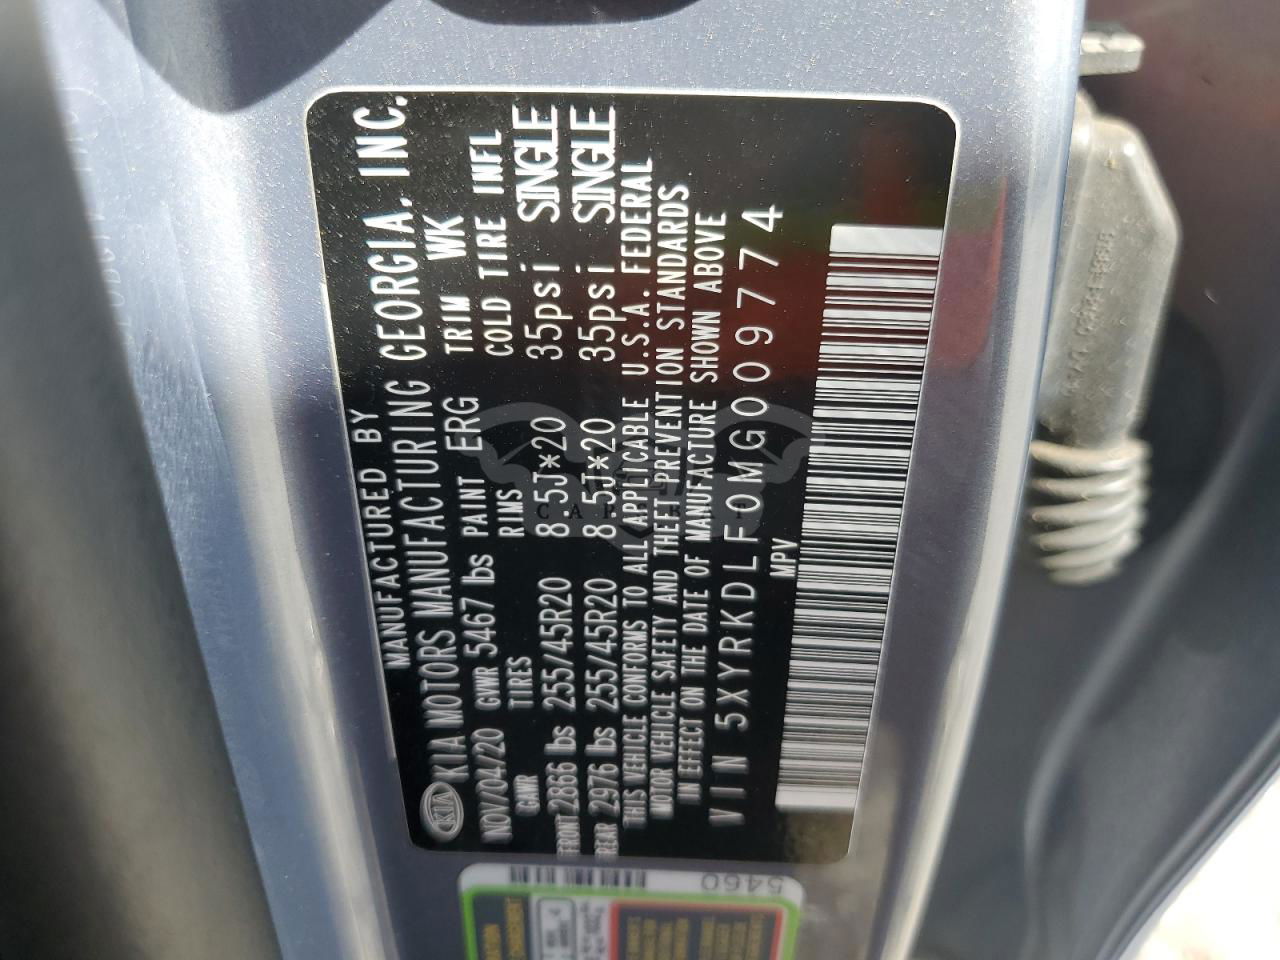 MANUFACTURED BY
KIA KIA MOTORS MANUFACTURING GEORGIA, INC.
NOV/04/20 GVWR 5467 lbs PAINT ERG TRIM WK
GAWR TIRES RIMS COLD TIRE INFL
FRONT 2866 lbs 255/45R20 8.5J*20 35psi SINGLE
REAR 2976 lbs 255/45R20 8.5J*20 35psi SINGLE
THIS VEHICLE CONFORMS TO ALL APPLICABLE U.S.A. FEDERAL
MOTOR VEHICLE SAFETY AND THEFT PREVENTION STANDARDS
IN EFFECT ON THE DATE OF MANUFACTURE SHOWN ABOVE
VIN 5XYRKDLF0MG009774
MPV
5460